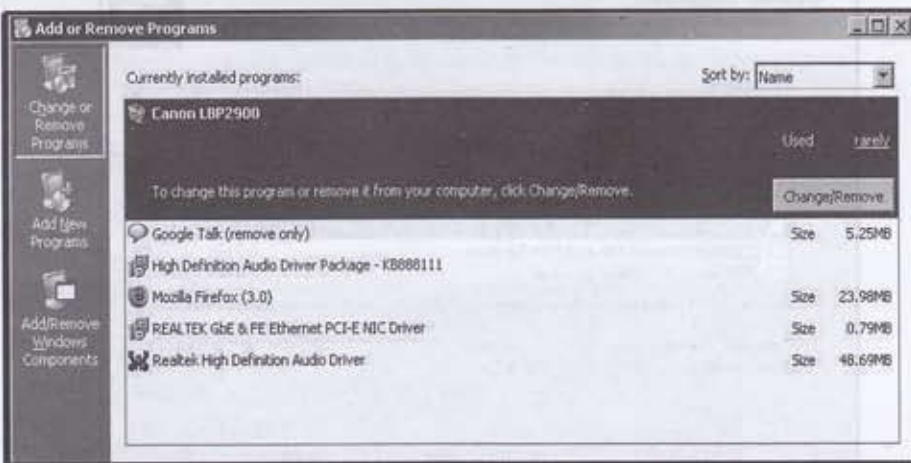 Add or Remove Programs
Change or
Remove
Programs
Add New
Programs
Add/Remove
Windows
Components
Currently installed programs:
Sort by: Name
Canon LBP2900
Used rarely
To change this program or remove it from your computer, click Change/Remove.
Change/Remove
Google Talk (remove only) Size 5.25MB
High Definition Audio Driver Package - KB888111
Mozilla Firefox (3.0) Size 23.98MB
REALTEK GbE & FE Ethernet PCI-E NIC Driver Size 0.79MB
Realtek High Definition Audio Driver Size 48.69MB